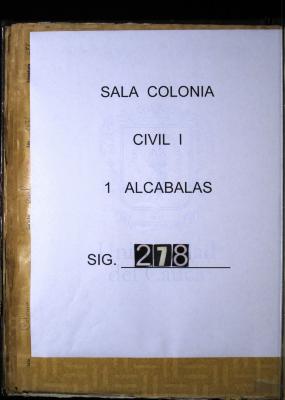 SALA COLONIA
CIVIL I
1 ALCABALAS
SIG. 278